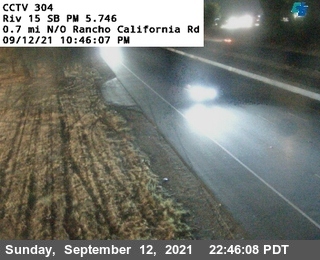 CCTV 304
Riv 15 SB PM 5.746
0.7 mi N/O Rancho California Rd
09/12/21 10:46:07 PM
Sunday, September 12, 2021 22:46:08 PDT